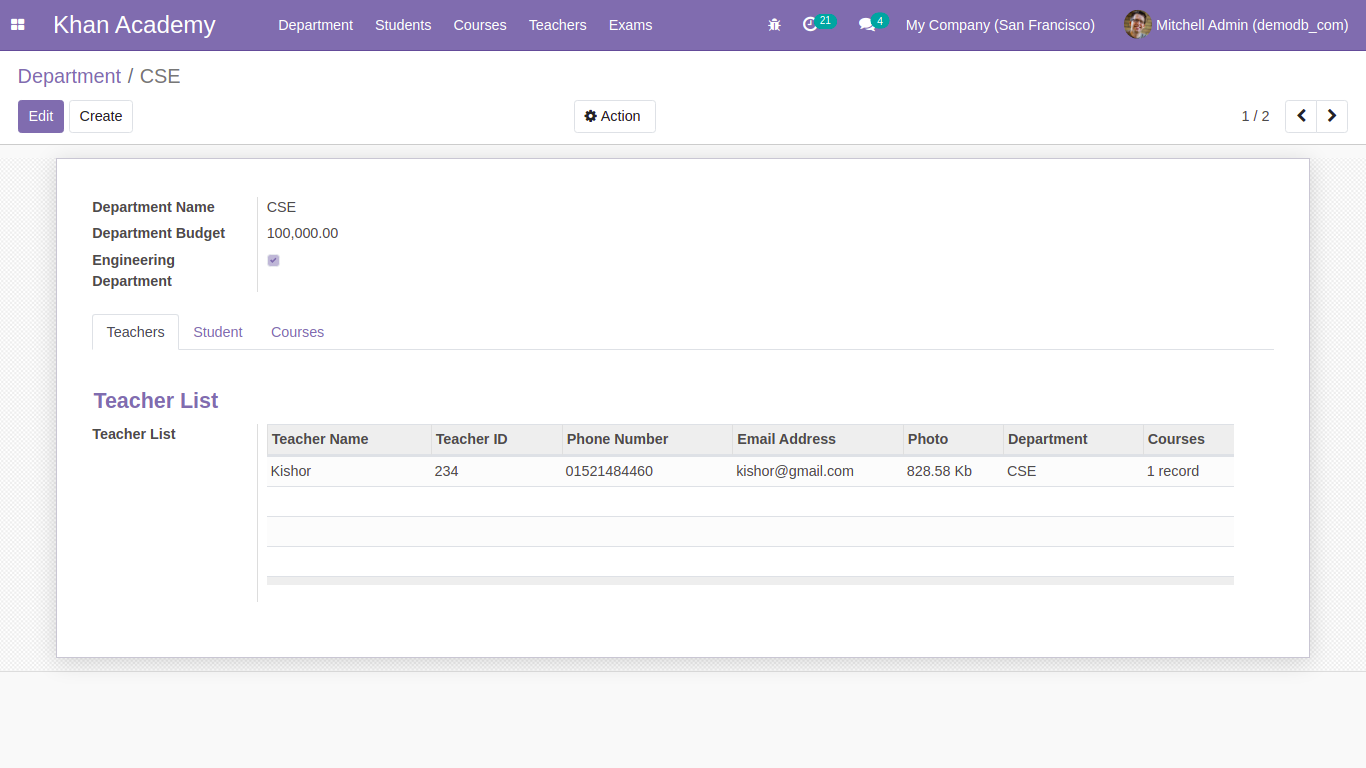 Khan Academy Department Students Courses Teachers Exams 21 4 My Company (San Francisco) Mitchell Admin (demodb_com)
Department / CSE
Edit Create Action 1 / 2
Department Name CSE
Department Budget 100,000.00
Engineering
Department
Teachers Student Courses
Teacher List
Teacher List
Teacher Name Teacher ID Phone Number Email Address Photo Department Courses
Kishor 234 01521484460 kishor@gmail.com 828.58 Kb CSE 1 record